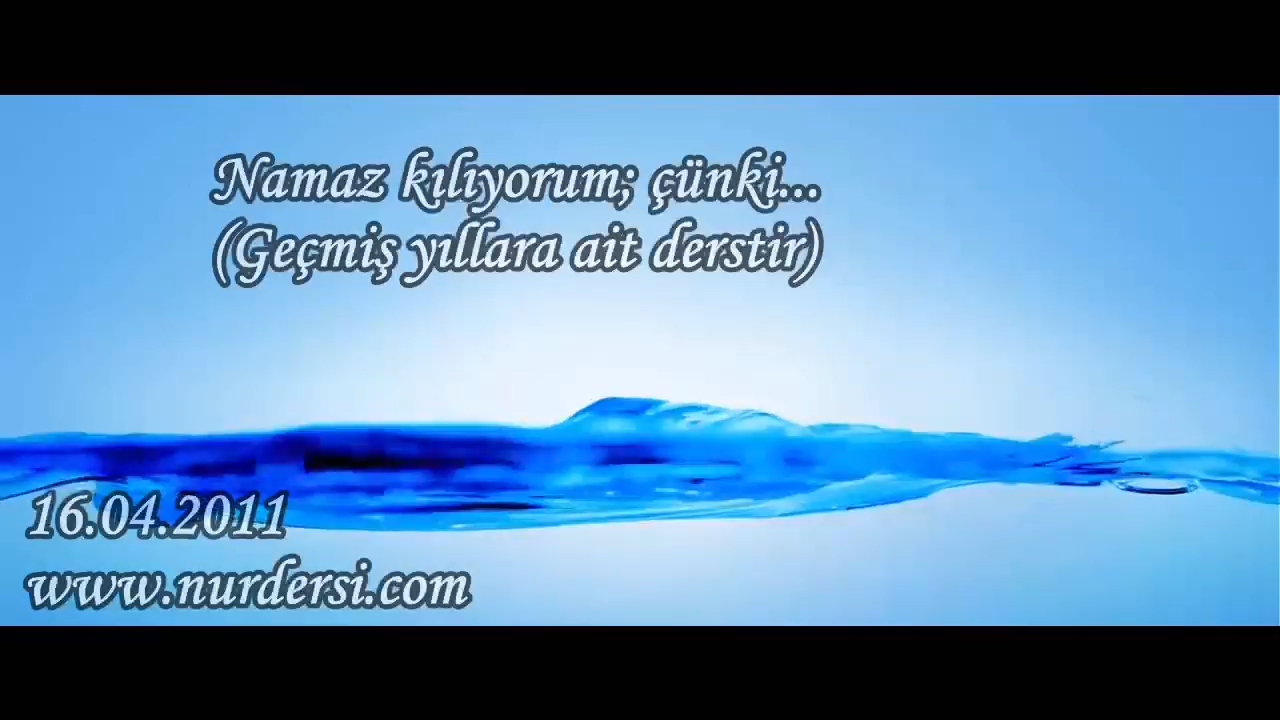 Namaz kılıyorum; çünki...
(Geçmiş yıllara ait derstir)
16.04.2011
www.nurdersi.com